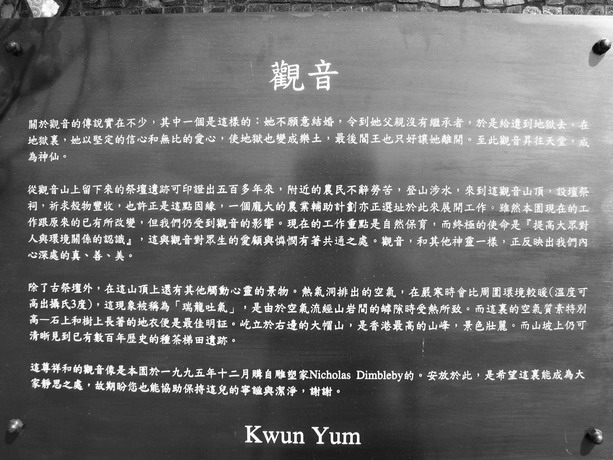 觀音
關於觀音的傳說實在不少，其中一個是這樣的：她不願意結婚，令到她父親沒有繼承者，於是給遣到地獄去，在
地獄裏，她以堅定的信心和無比的愛心，使地獄也變成樂土，最後閻王也只好讓她離開。至此觀音昇往天堂，成
為神仙。
從觀音山上留下來的祭壇遺跡可印證出五百多年來，附近的農民不辭勞苦，登山涉水，來到這觀音山頂，設壇祭
祠，祈求殺物豐收，也許正是這點因緣，一個龐大的農業輔助計劃亦正選址於此來展開工作。雖然本園現在的工
作跟原來的已有所改變，但我們仍受到觀音的影響。現在的工作重點是自然保育，而終極的使命是『提高大眾對
人與環境關係的認識』，這與觀音對眾生的愛顧與憐憫有著共通之處。觀音，和其他神靈一樣，正反映出我們內
心深處的真、善、美。
除了古祭壇外，在這山頂上還有其他觸動心靈的景物。熱氣洞排出的空氣，在嚴寒時會比周圍環境較暖(溫度可
高出攝氏3度)，這現象被稱為「瑞龍吐氣」，是由於空氣流經山岩間的罅隙時受熱所致。而這裏的空氣質素特別
高—石上和樹上長著的地衣便是最佳明証。屹立於右邊的大帽山，是香港最高的山峰，景色壯麗。而山坡上仍可
清晰見到已有數百年歷史的種茶梯田遺跡。
這尊祥和的觀音像是本園於一九九五年十二月購自雕塑家Nicholas Dimbleby的。安放於此，是希望這裏能成為大
家靜思之處，故期盼您也能協助保持這兒的寧謐與潔淨，謝謝。
Kwun Yum